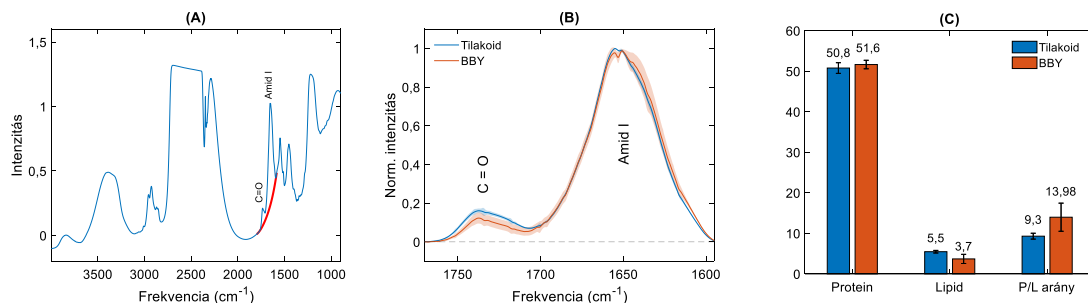 (A)
1,5
1
0,5
0
Intenzitás
Amid I
C=O
3500 3000 2500 2000 1500 1000
Frekvencia (cm-1)
(B)
Tilakoid
BBY
1
0,8
0,6
0,4
0,2
0
Norm. intenzitás
C = O
Amid I
1750 1700 1650 1600
Frekvencia (cm-1)
(C)
Tilakoid
BBY
60
50
40
30
20
10
0
50,8 51,6
5,5 3,7
9,3 13,98
Protein Lipid P/L arány